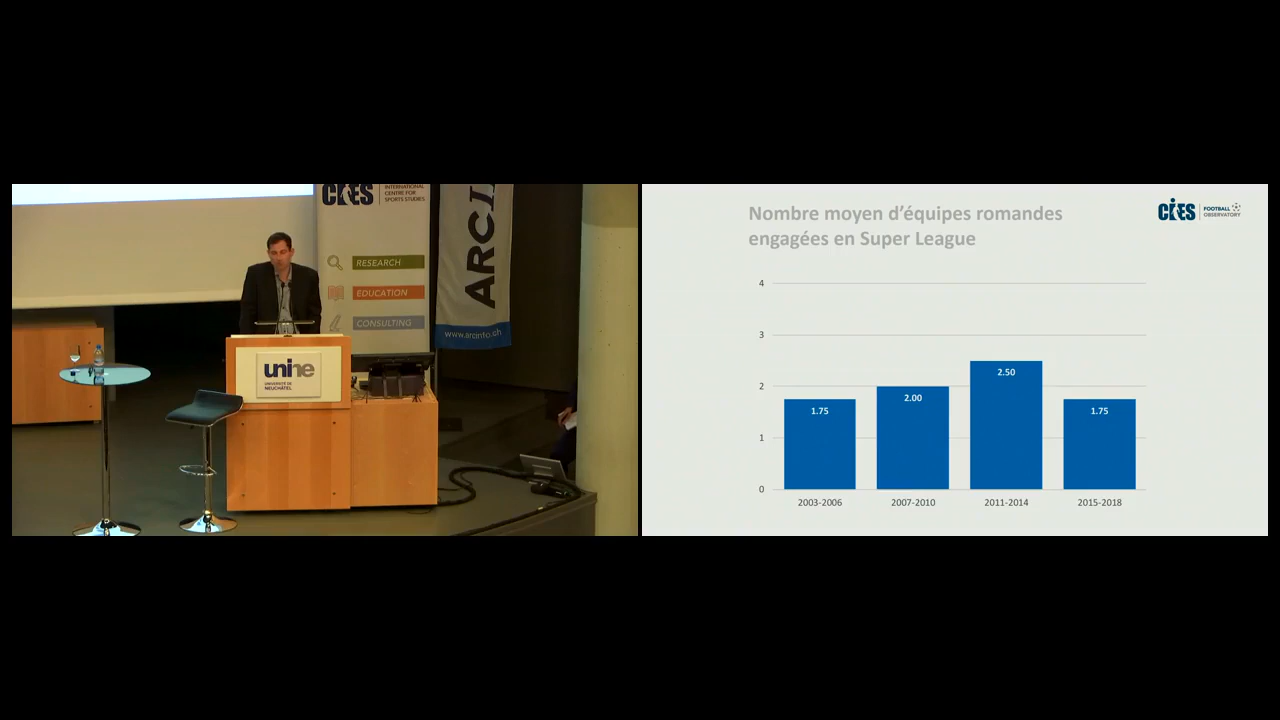 CIES
INTERNATIONAL
CENTRE FOR
SPORTS STUDIES
RESEARCH
EDUCATION
CONSULTING
ARCI
www.arcinfo.ch
unine
UNIVERSITÉ DE
NEUCHÂTEL
Nombre moyen d'équipes romandes
engagées en Super League
CIES
FOOTBALL
OBSERVATORY
4
3
2
1
0
1.75
2.00
2.50
1.75
2003-2006
2007-2010
2011-2014
2015-2018